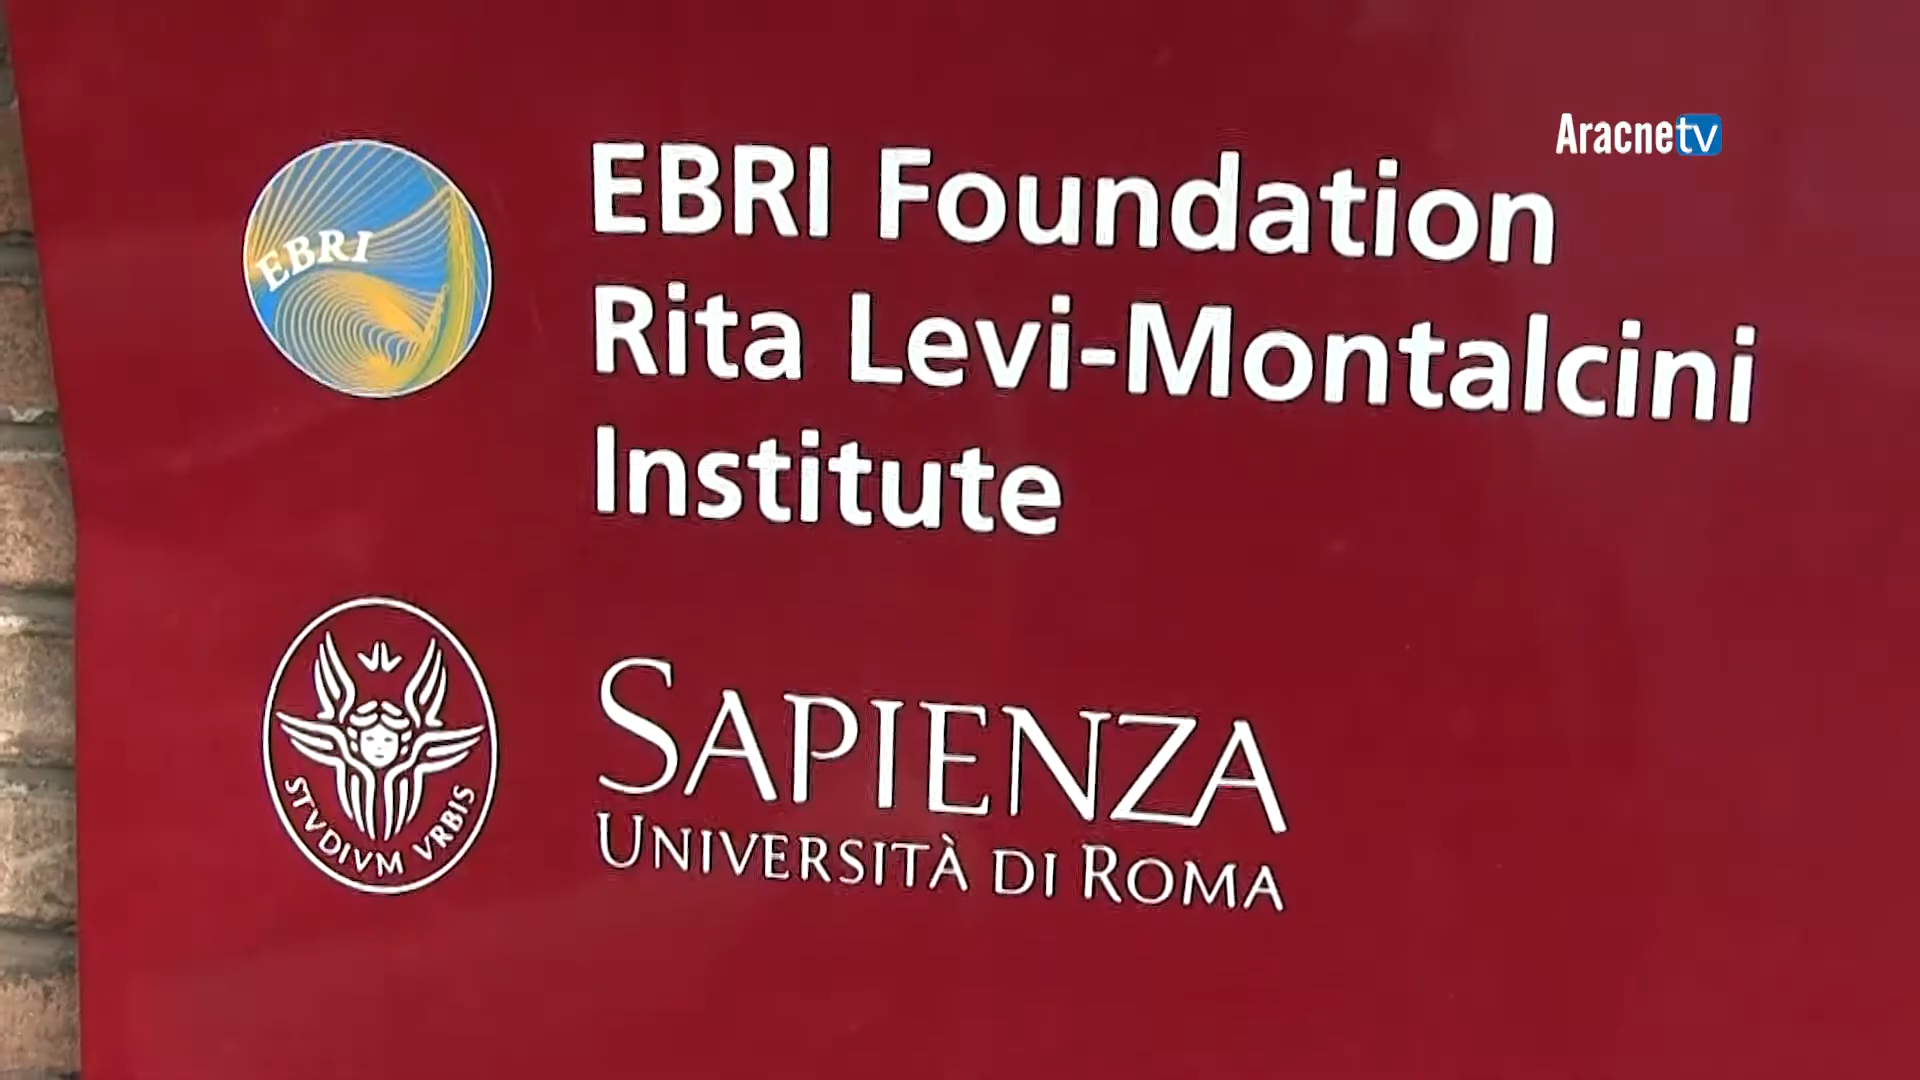 Aracnetv
EBRI
EBRI Foundation
Rita Levi-Montalcini
Institute
STVDIVM VRBIS
SAPIENZA
UNIVERSITÀ DI ROMA